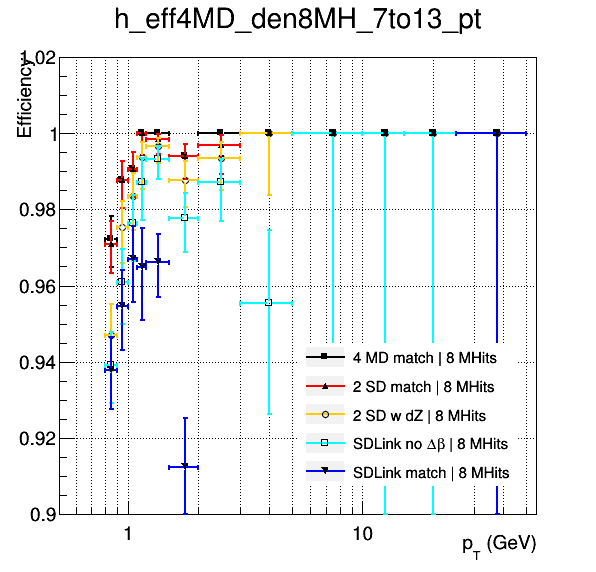 h_eff4MD_den8MH_7to13_pt
Efficiency
1.02
1
0.98
0.96
0.94
0.92
0.9
4 MD match | 8 MHits
2 SD match | 8 MHits
2 SD w dZ | 8 MHits
SDLink no Δβ | 8 MHits
SDLink match | 8 MHits
1
10
p_T (GeV)